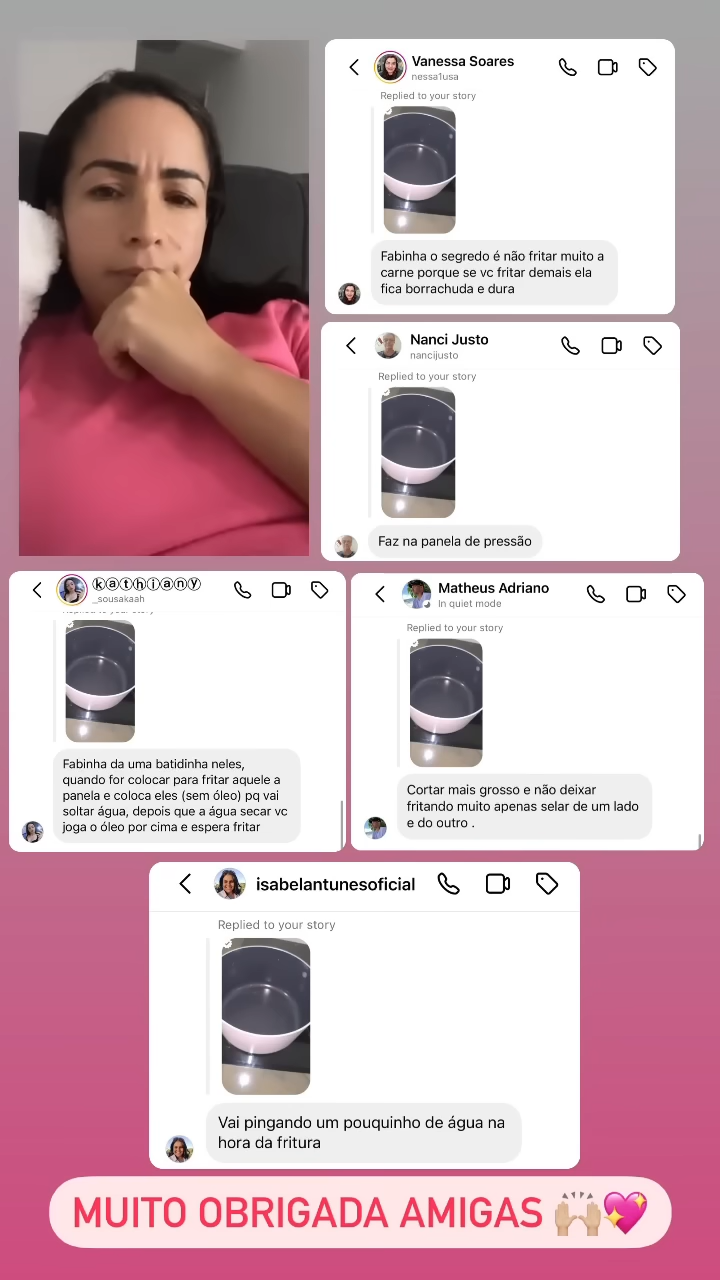 Vanessa Soares
nessa1usa
Replied to your story
Fabinha o segredo é não fritar muito a
carne porque se vc fritar demais ela
fica borrachuda e dura
Nanci Justo
nancijusto
Replied to your story
Faz na panela de pressão
ⓚⓐⓣⓗⓘⓐⓝⓨ
_sousakaah
Replied to your story
Fabinha da uma batidinha neles,
quando for colocar para fritar aquele a
panela e coloca eles (sem óleo) pq vai
soltar água, depois que a água secar vc
joga o óleo por cima e espera fritar
Matheus Adriano
In quiet mode
Replied to your story
Cortar mais grosso e não deixar
fritando muito apenas selar de um lado
e do outro .
isabelantunesoficial
Replied to your story
Vai pingando um pouquinho de água na
hora da fritura
MUITO OBRIGADA AMIGAS 🙌🏼💖